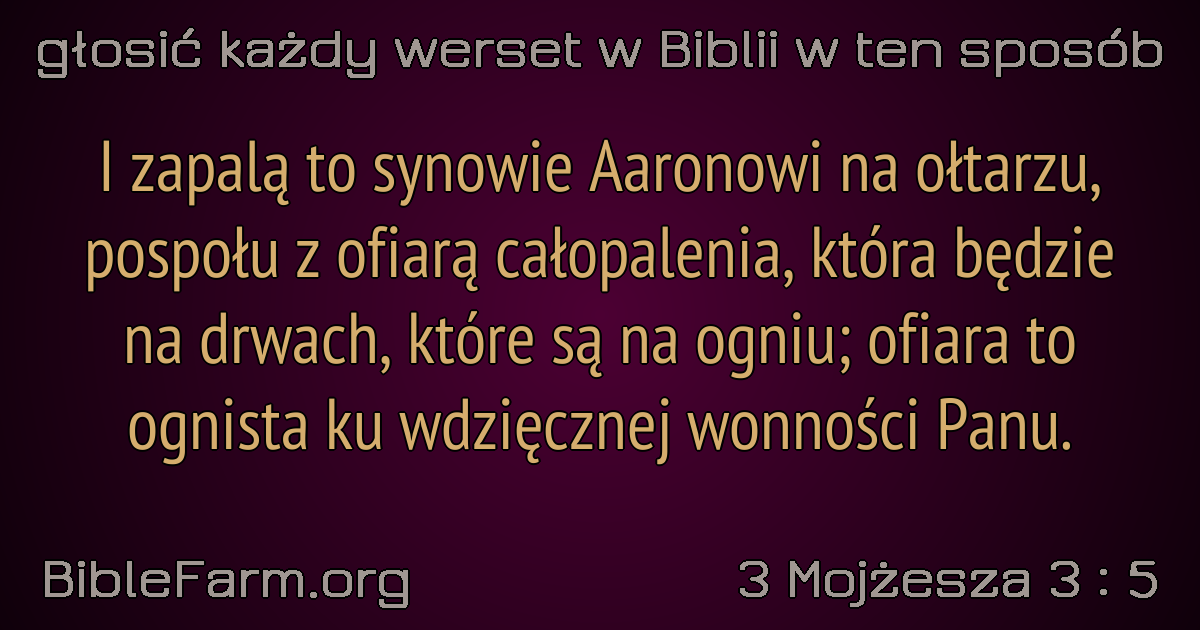 głosić każdy werset w Biblii w ten sposób
I zapalą to synowie Aaronowi na ołtarzu,
pospołu z ofiarą całopalenia, która będzie
na drwach, które są na ogniu; ofiara to
ognista ku wdzięcznej wonności Panu.
BibleFarm.org
3 Mojżesza 3 : 5